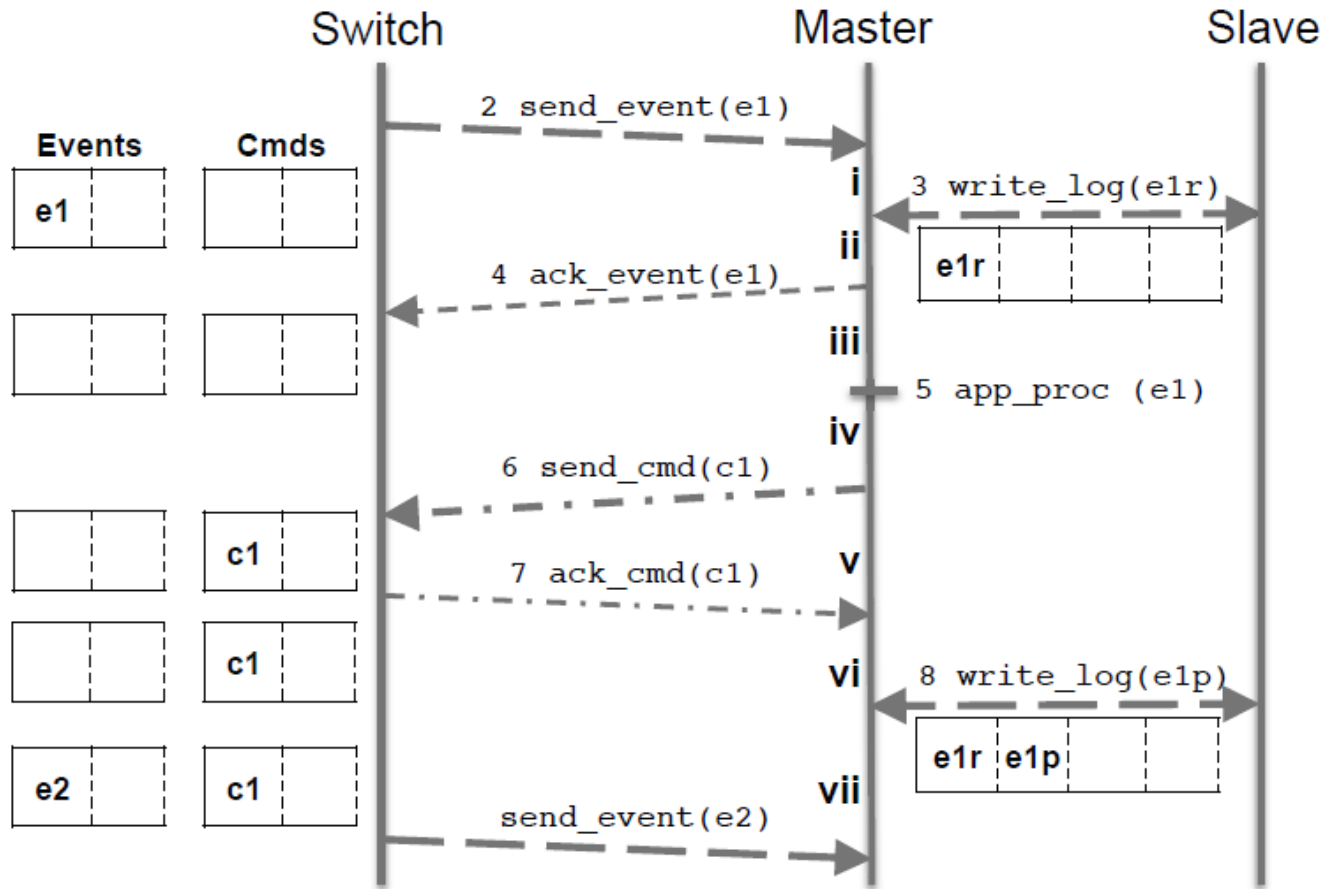 Switch Master Slave
2 send_event(e1)
Events Cmds
e1
i
3 write_log(e1r)
ii
e1r
4 ack_event(e1)
iii
5 app_proc (e1)
iv
6 send_cmd(c1)
c1
v
7 ack_cmd(c1)
c1
vi
8 write_log(e1p)
e1r e1p
e2 c1
vii
send_event(e2)